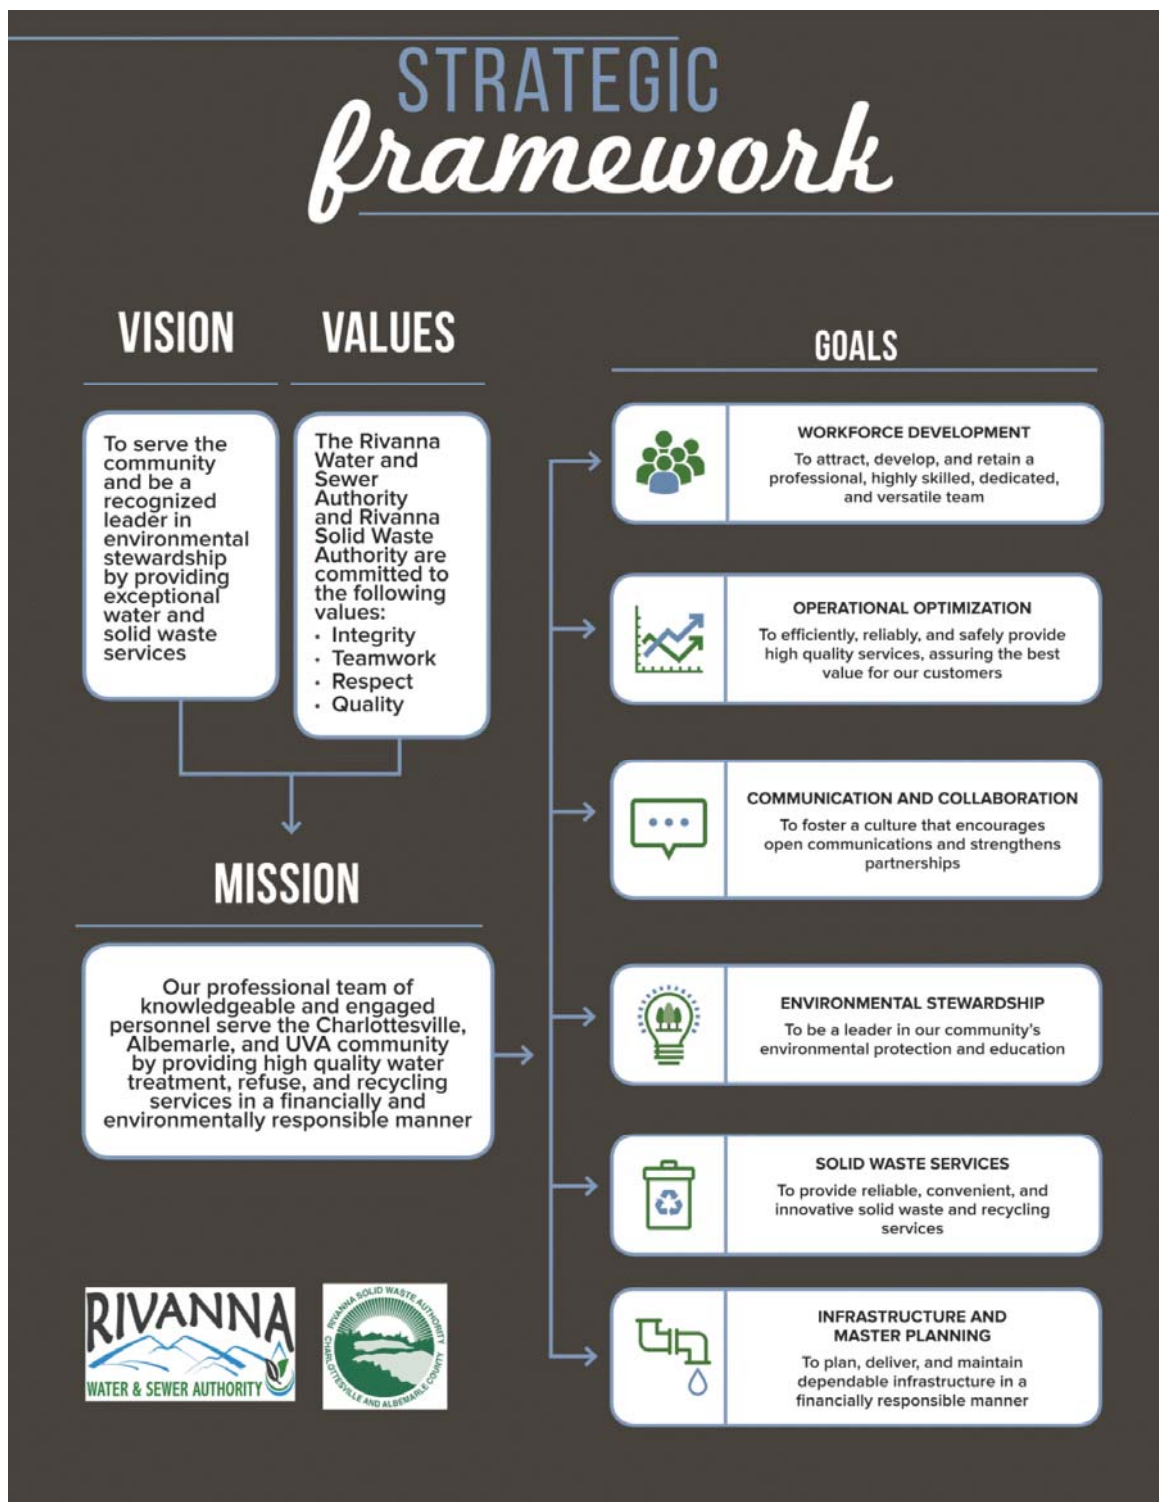 STRATEGIC
framework
VISION
To serve the
community
and be a
recognized
leader in
environmental
stewardship
by providing
exceptional
water and
solid waste
services
VALUES
The Rivanna
Water and
Sewer
Authority
and Rivanna
Solid Waste
Authority are
committed to
the following
values:
• Integrity
• Teamwork
• Respect
• Quality
MISSION
Our professional team of
knowledgeable and engaged
personnel serve the Charlottesville,
Albemarle, and UVA community
by providing high quality water
treatment, refuse, and recycling
services in a financially and
environmentally responsible manner
GOALS
WORKFORCE DEVELOPMENT
To attract, develop, and retain a
professional, highly skilled, dedicated,
and versatile team
OPERATIONAL OPTIMIZATION
To efficiently, reliably, and safely provide
high quality services, assuring the best
value for our customers
COMMUNICATION AND COLLABORATION
To foster a culture that encourages
open communications and strengthens
partnerships
ENVIRONMENTAL STEWARDSHIP
To be a leader in our community's
environmental protection and education
SOLID WASTE SERVICES
To provide reliable, convenient, and
innovative solid waste and recycling
services
INFRASTRUCTURE AND
MASTER PLANNING
To plan, deliver, and maintain
dependable infrastructure in a
financially responsible manner
RIVANNA
WATER & SEWER AUTHORITY
RIVANNA SOLID WASTE AUTHORITY
CHARLOTTESVILLE AND ALBEMARLE COUNTY